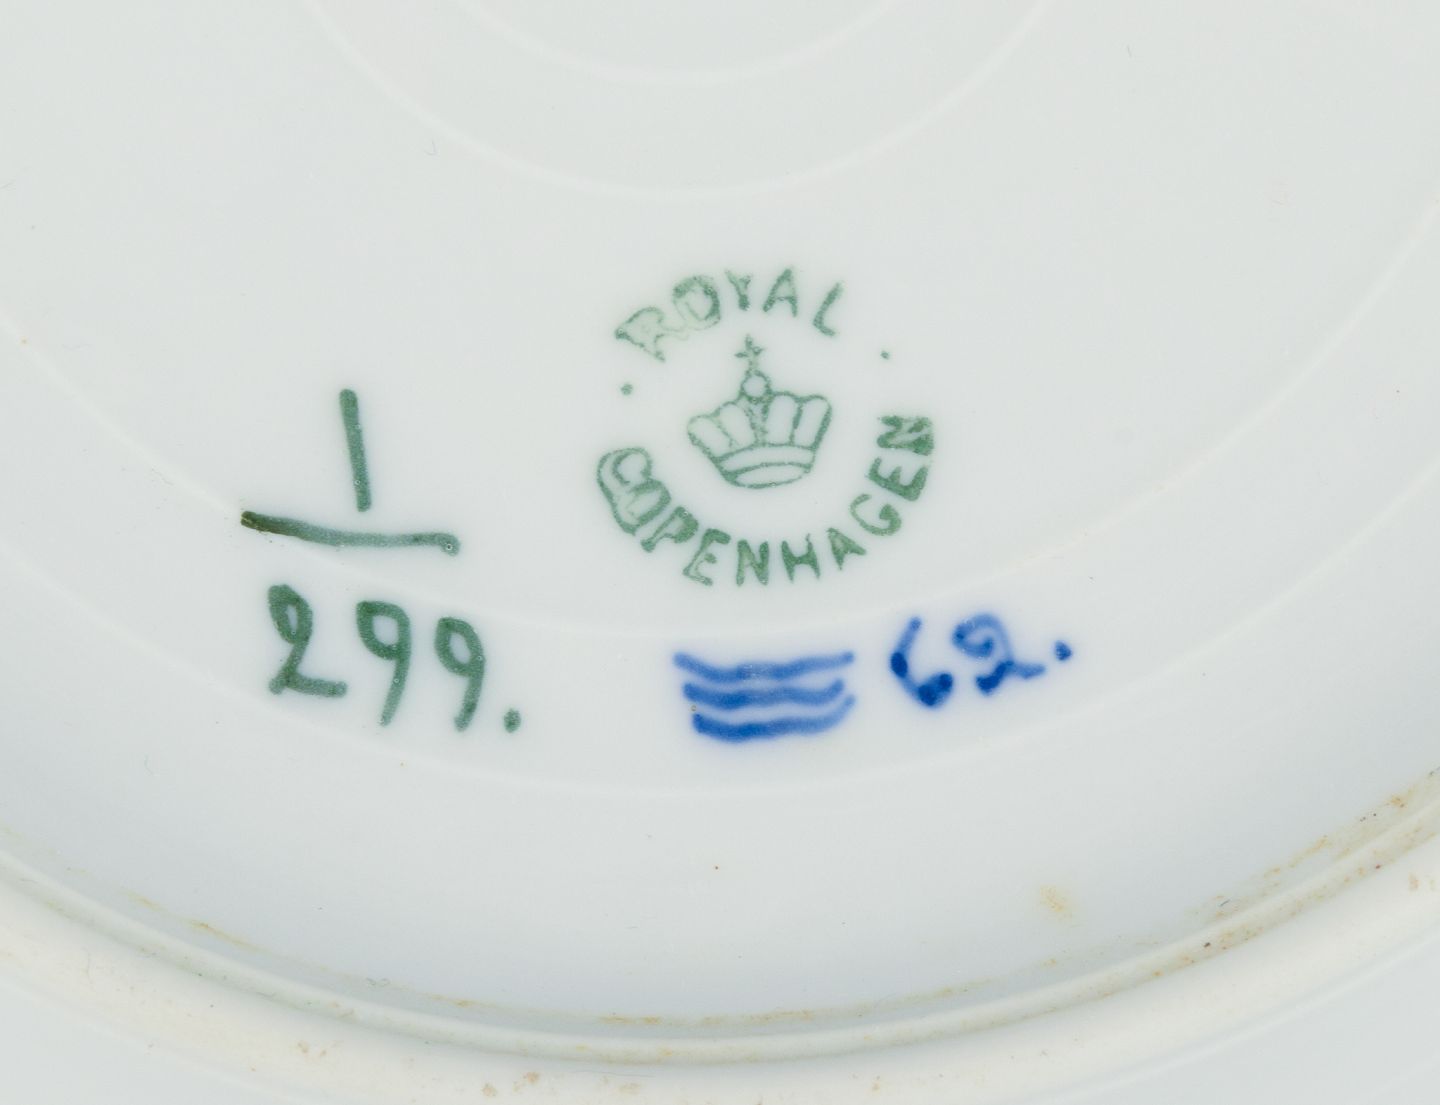 ROYAL
COPENHAGEN
1
299.
62.